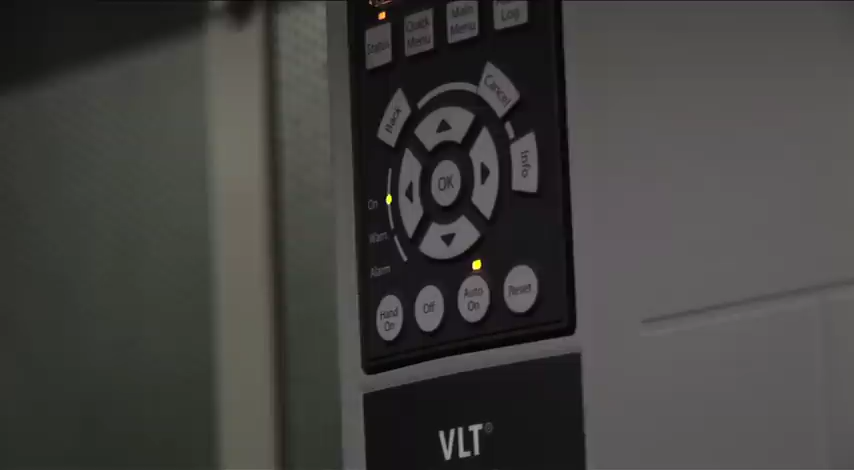 Status
Quick
Menu
Main
Menu
Log
Back
Cancel
Info
OK
On
Warn.
Alarm
Hand
On
Off
Auto
On
Reset
VLT®